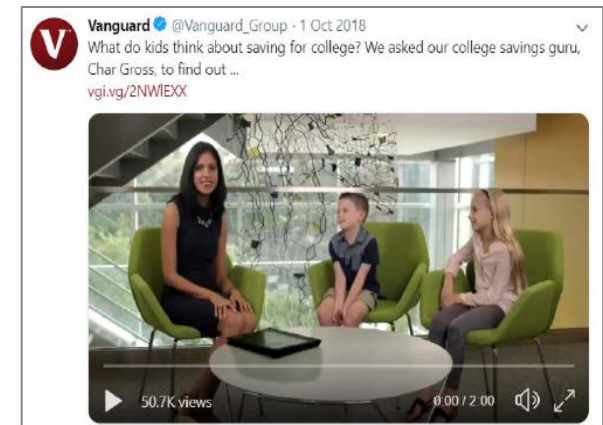 V
Vanguard @Vanguard_Group · 1 Oct 2018
What do kids think about saving for college? We asked our college savings guru,
Char Gross, to find out ...
vgi.vg/2NWlEXX
50.7K views
0:00 / 2:00